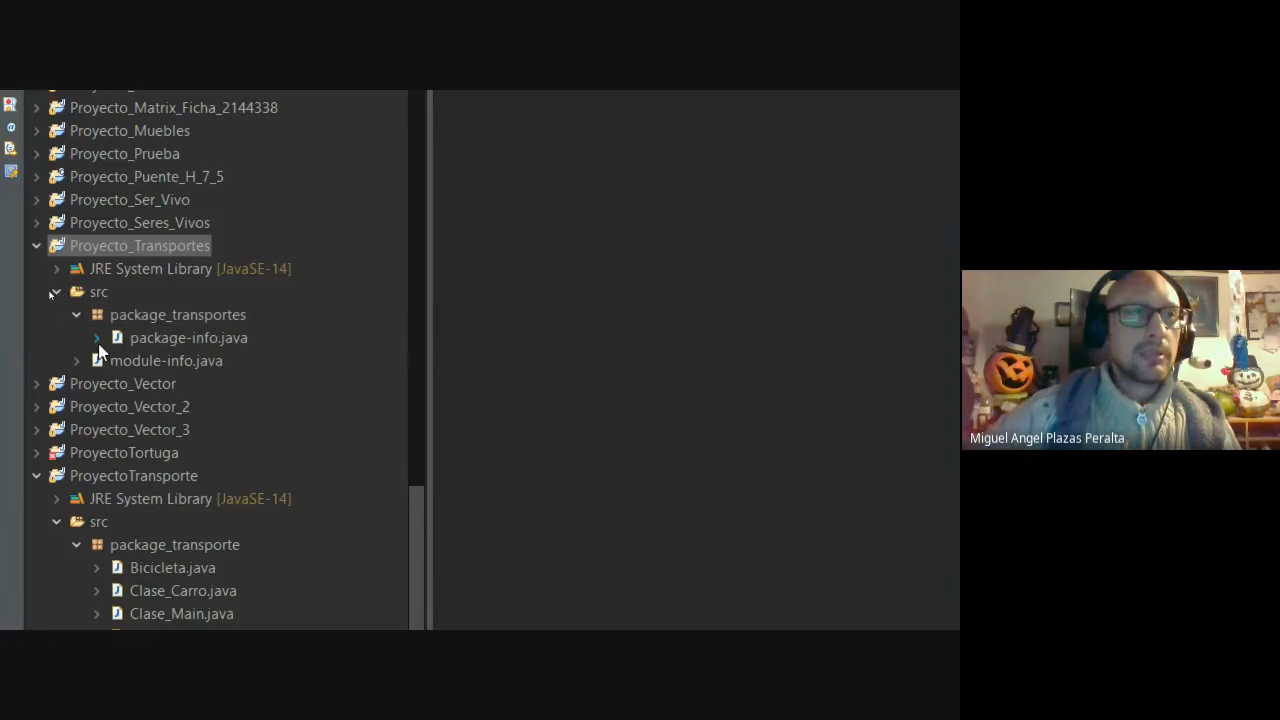 Proyecto_Matrix_Ficha_2144338
Proyecto_Muebles
Proyecto_Prueba
Proyecto_Puente_H_7_5
Proyecto_Ser_Vivo
Proyecto_Seres_Vivos
Proyecto_Transportes
JRE System Library [JavaSE-14]
src
package_transportes
package-info.java
module-info.java
Proyecto_Vector
Proyecto_Vector_2
Proyecto_Vector_3
ProyectoTortuga
ProyectoTransporte
JRE System Library [JavaSE-14]
src
package_transporte
Bicicleta.java
Clase_Carro.java
Clase_Main.java
Miguel Angel Plazas Peralta